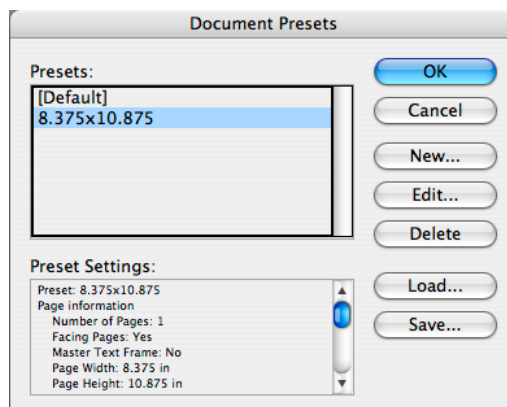 Document Presets
Presets:
[Default]
8.375x10.875
OK
Cancel
New...
Edit...
Delete
Load...
Save...
Preset Settings:
Preset: 8.375x10.875
Page information
Number of Pages: 1
Facing Pages: Yes
Master Text Frame: No
Page Width: 8.375 in
Page Height: 10.875 in